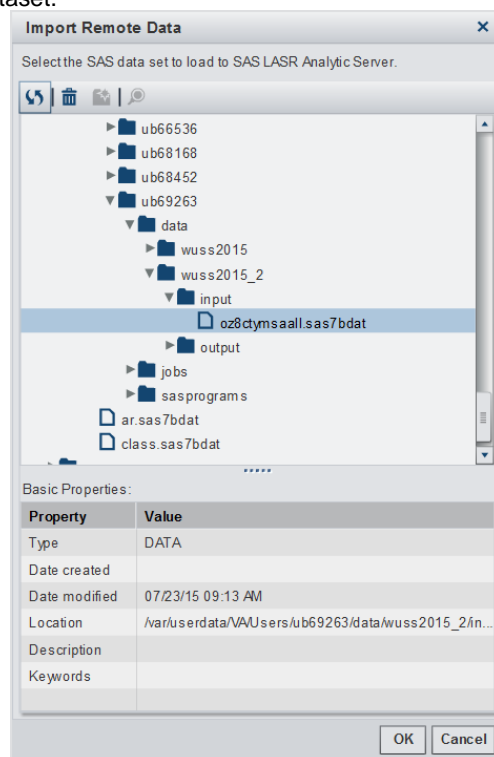 taset.
Import Remote Data
Select the SAS data set to load to SAS LASR Analytic Server.
ub66536
ub68168
ub68452
ub69263
data
wuss2015
wuss2015_2
input
oz8ctymsaall.sas7bdat
output
jobs
sasprograms
ar.sas7bdat
class.sas7bdat
Basic Properties:
Property Value
Type DATA
Date created
Date modified 07/23/15 09:13 AM
Location /var/userdata/VA/Users/ub69263/data/wuss2015_2/in...
Description
Keywords
OK Cancel